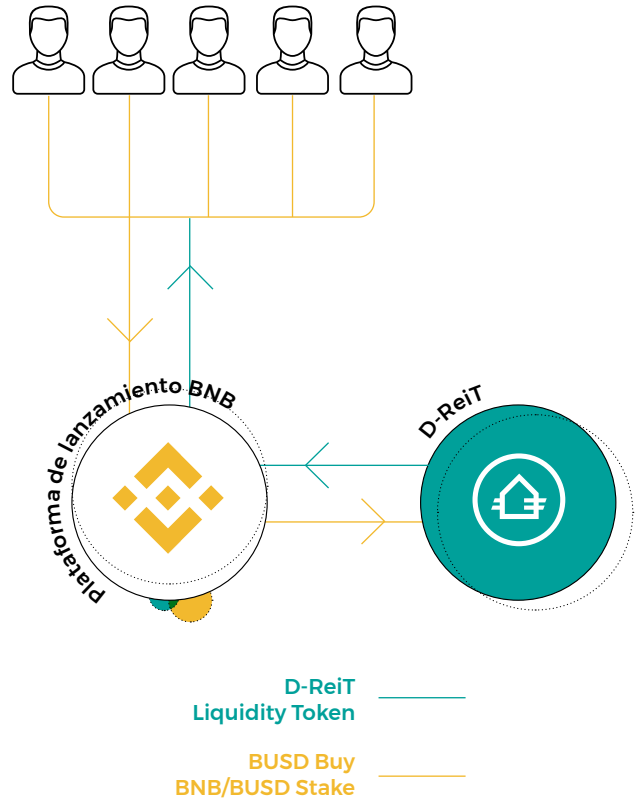 Plataforma de lanzamiento BNB
D-ReiT
D-ReiT
Liquidity Token
BUSD Buy
BNB/BUSD Stake